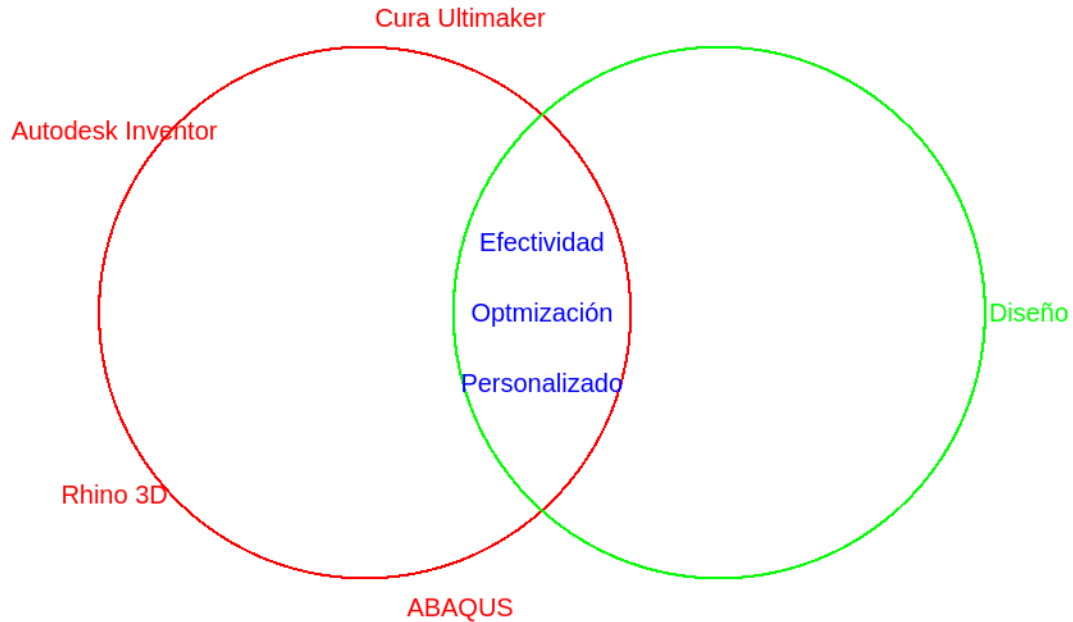 Cura Ultimaker
Autodesk Inventor
Efectividad
Optmización
Diseño
Personalizado
Rhino 3D
ABAQUS